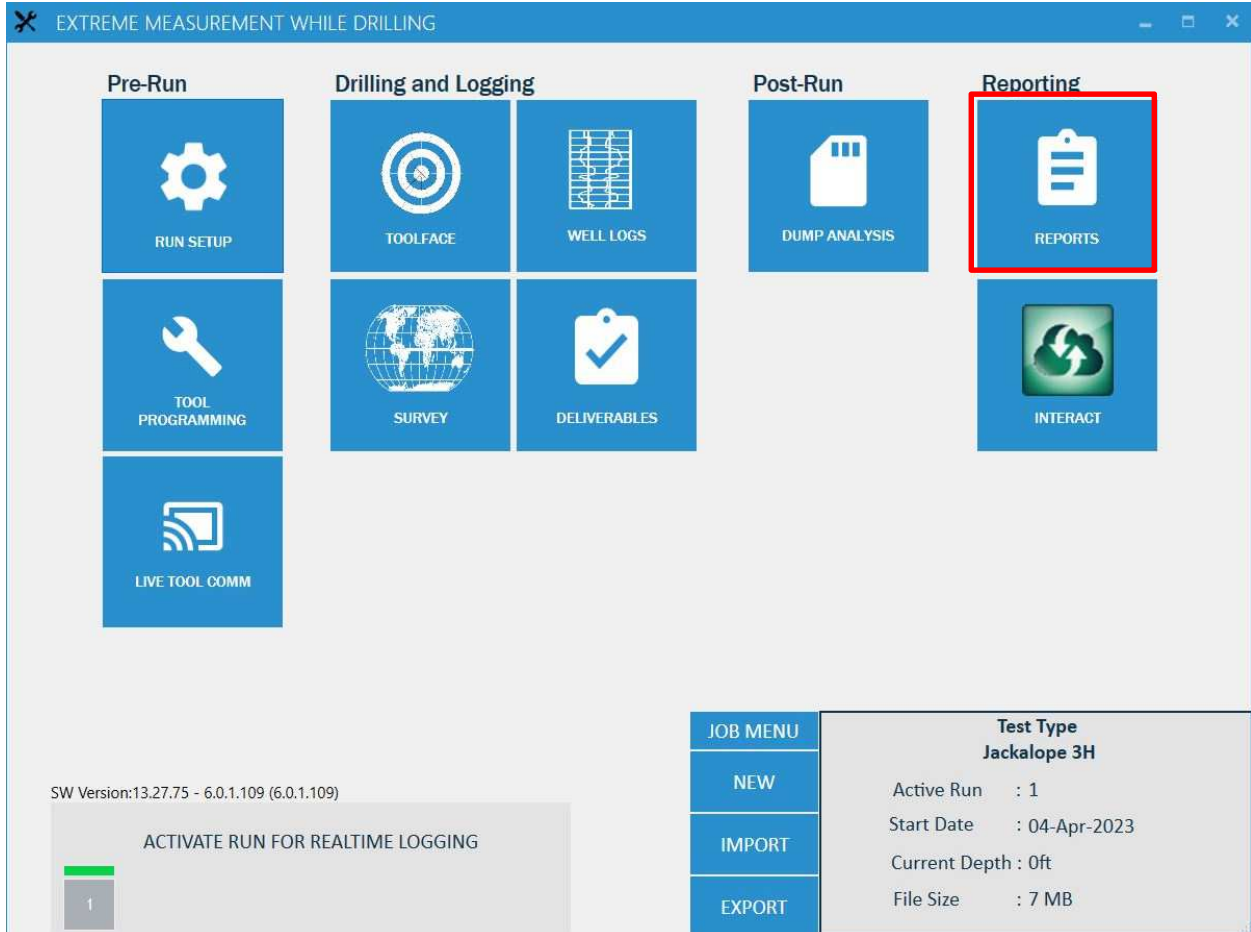 EXTREME MEASUREMENT WHILE DRILLING
Pre-Run
Drilling and Logging
Post-Run
Reporting
RUN SETUP
TOOLFACE
WELL LOGS
DUMP ANALYSIS
REPORTS
TOOL
PROGRAMMING
SURVEY
DELIVERABLES
INTERACT
LIVE TOOL COMM
SW Version:13.27.75 - 6.0.1.109 (6.0.1.109)
ACTIVATE RUN FOR REALTIME LOGGING
1
JOB MENU
NEW
IMPORT
EXPORT
Test Type
Jackalope 3H
Active Run : 1
Start Date : 04-Apr-2023
Current Depth : 0ft
File Size : 7 MB